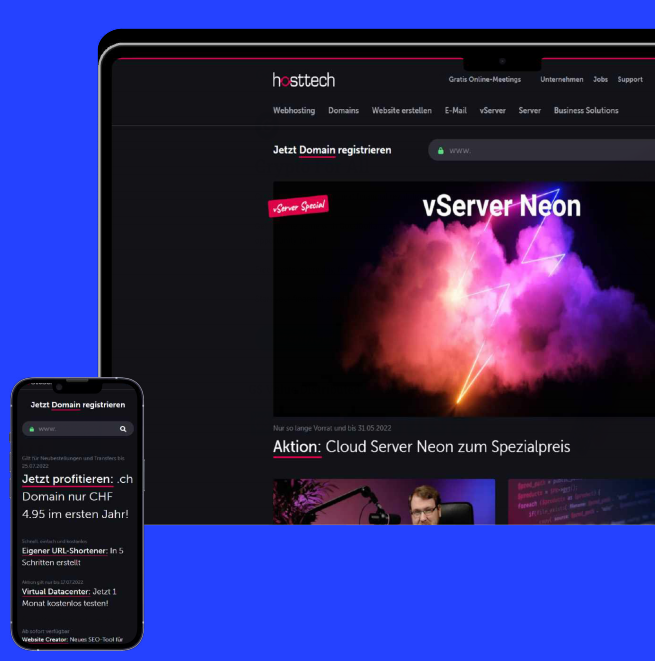 hosttech
Gratis Online-Meetings Unternehmen Jobs Support
Webhosting Domains Website erstellen E-Mail vServer Server Business Solutions
Jetzt Domain registrieren
www.
vServer Special
vServer Neon
Nur so lange Vorrat und bis 31.05.2022
Aktion: Cloud Server Neon zum Spezialpreis
Jetzt Domain registrieren
www.
Gilt für Neubestellungen und Transfers bis
25.07.2022
Jetzt profitieren: .ch
Domain nur CHF
4.95 im ersten Jahr!
Schnell, einfach und kostenlos
Eigener URL-Shortener: In 5
Schritten erstellt
Aktion gilt nur bis 17.07.2022
Virtual Datacenter: Jetzt 1
Monat kostenlos testen!
Ab sofort verfügbar
Website Creator: Neues SEO-Tool für